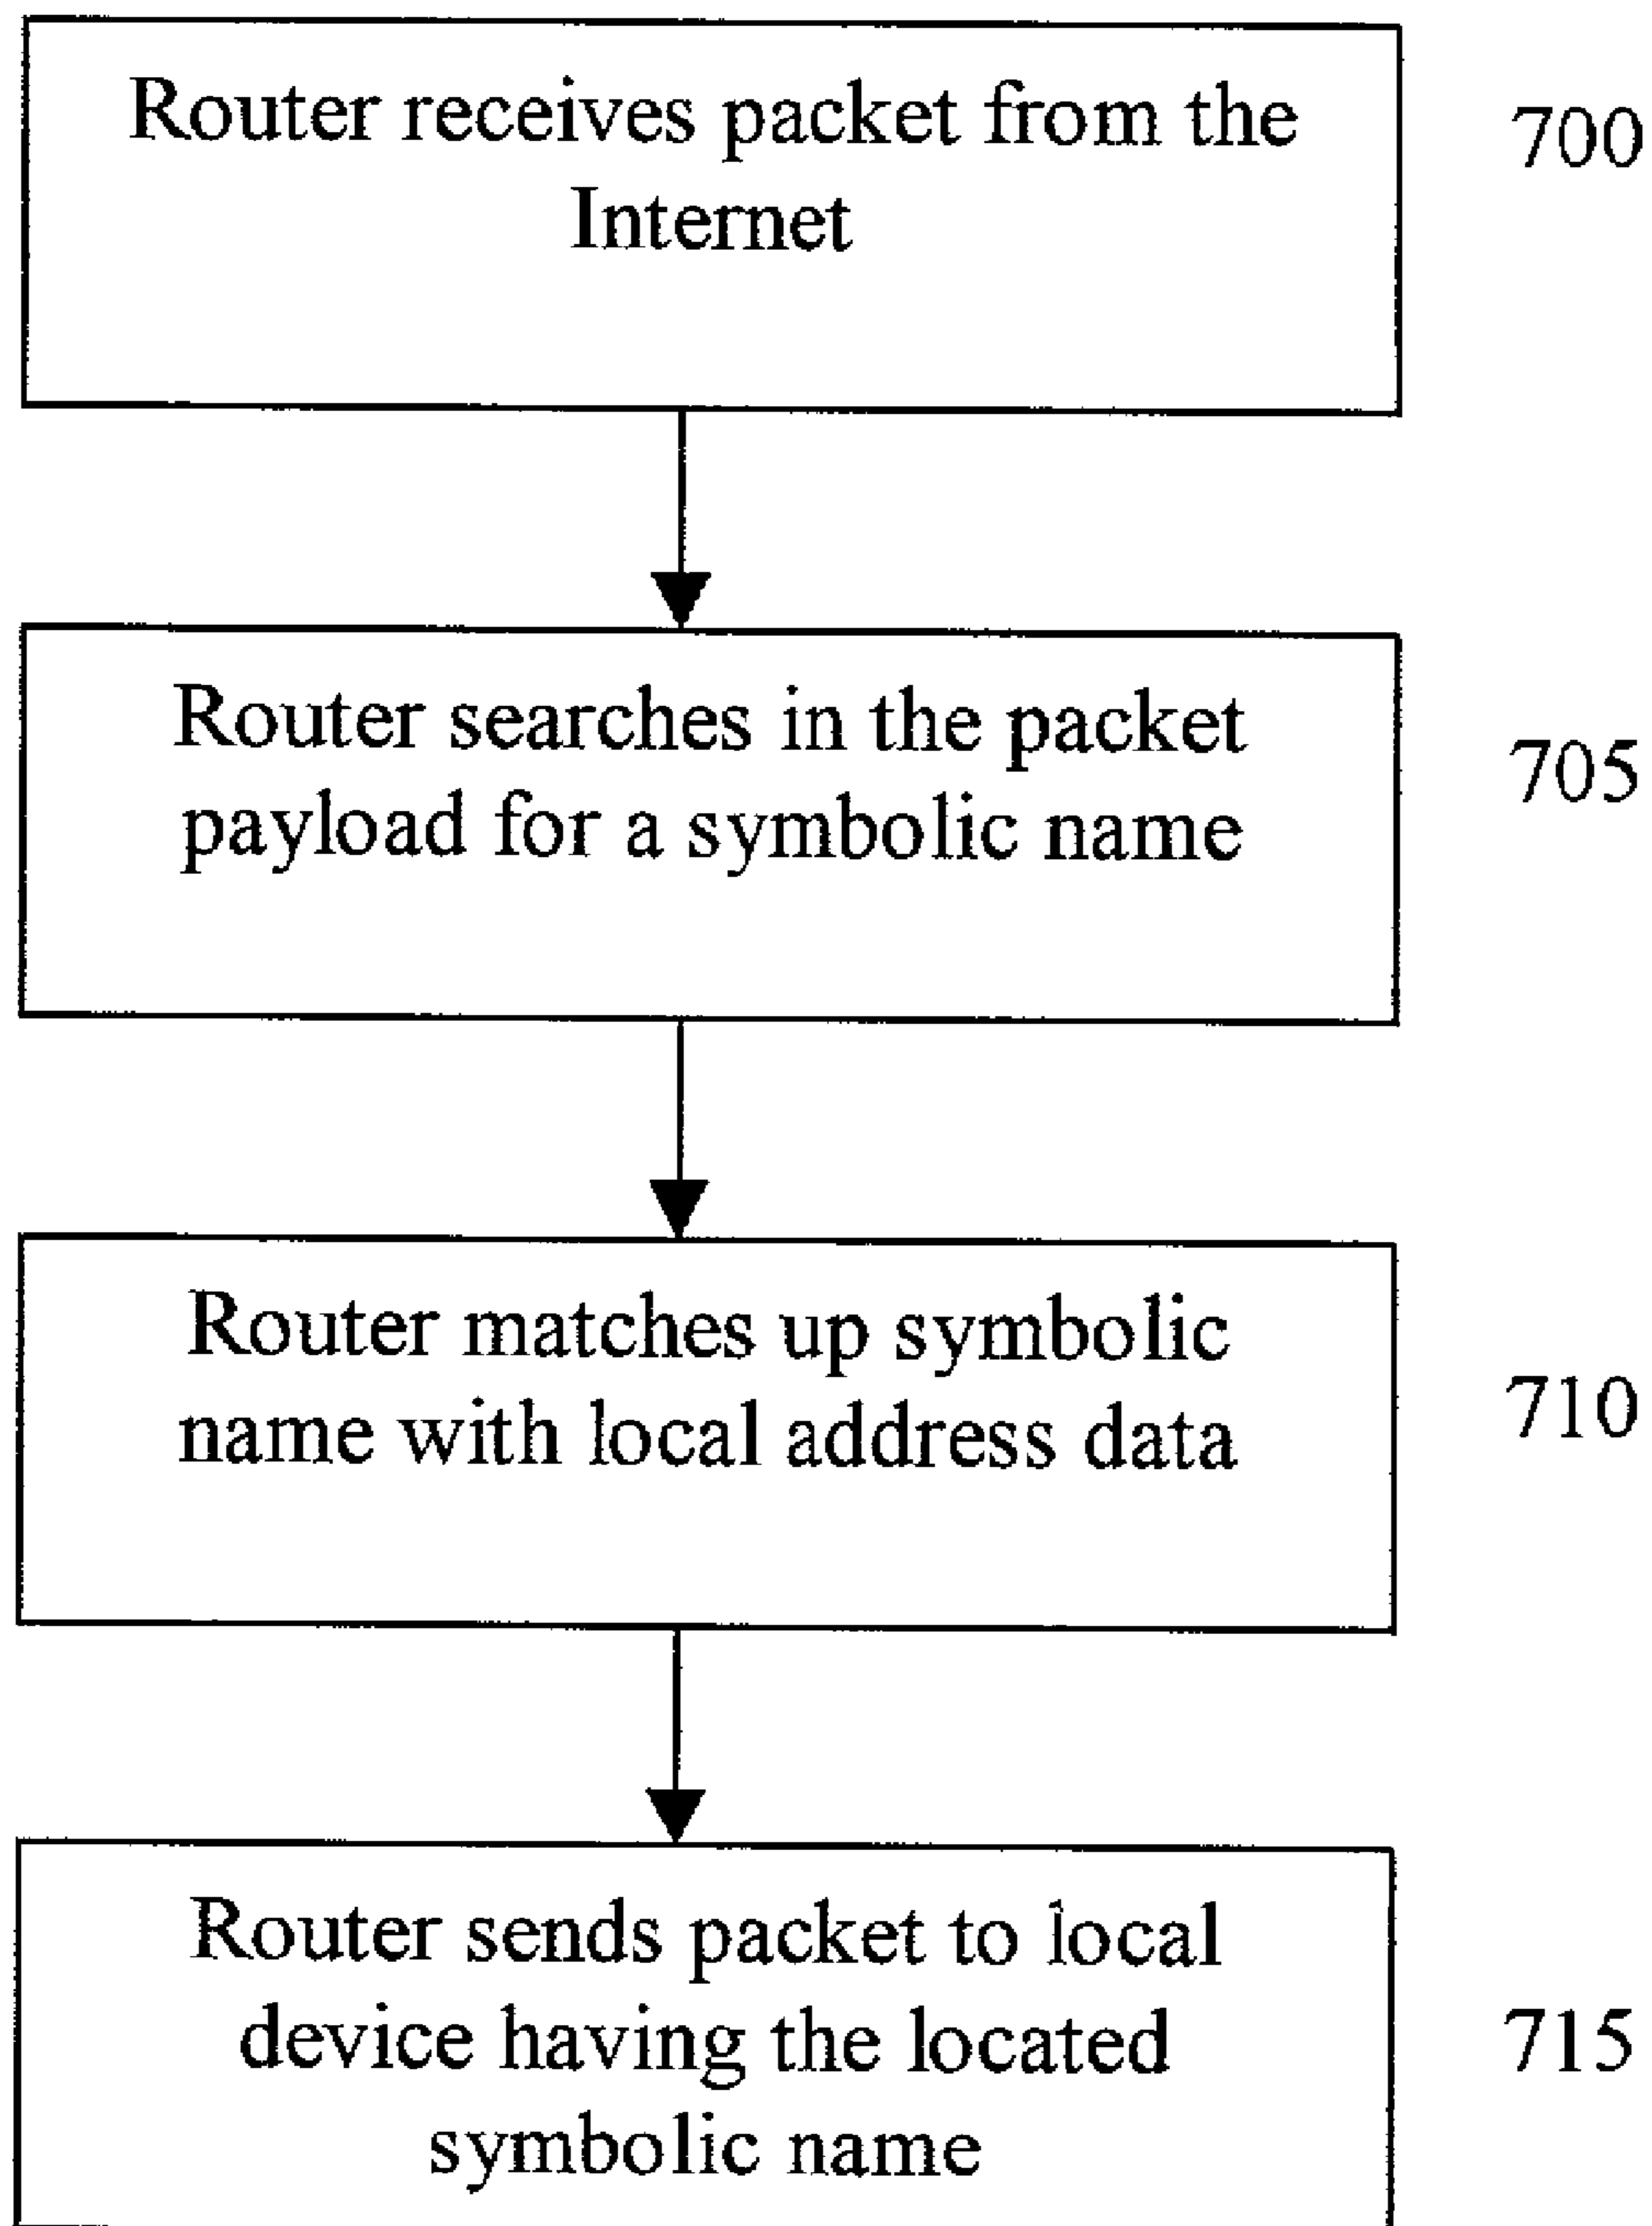 Router receives packet from the
Internet
700
Router searches in the packet
payload for a symbolic name
705
Router matches up symbolic
name with local address data
710
Router sends packet to local
device having the located
symbolic name
715